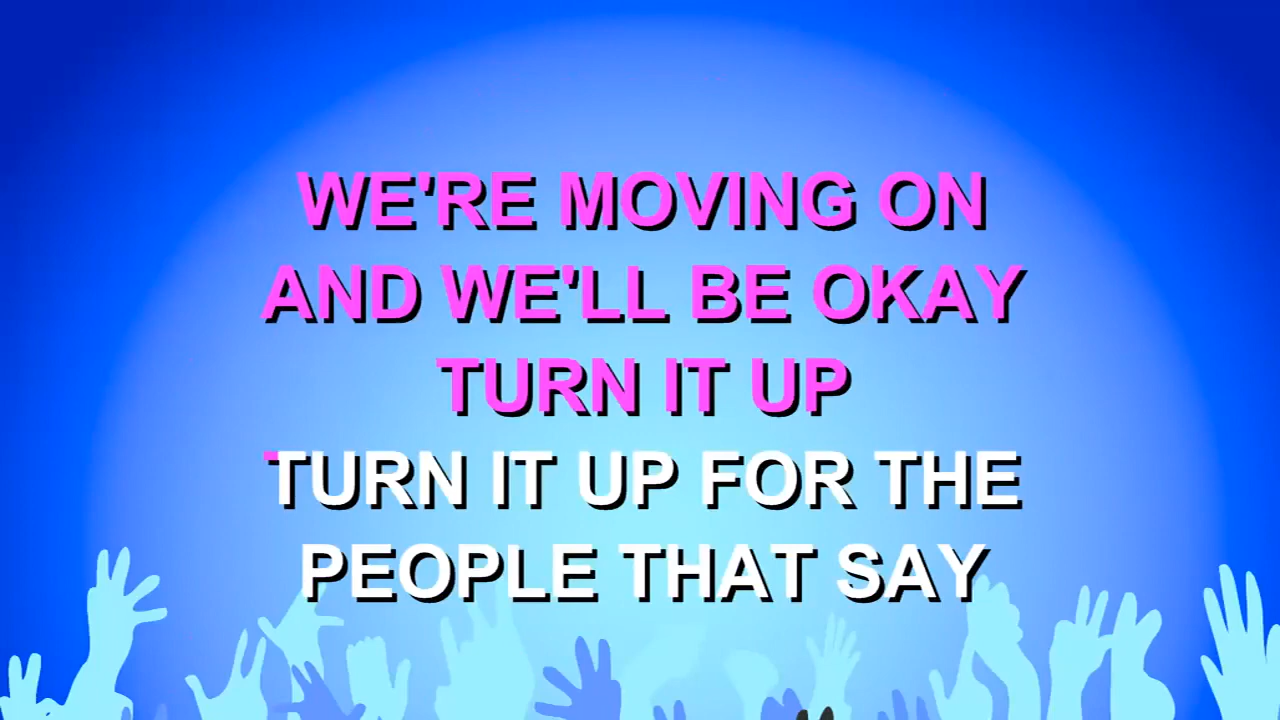 WE'RE MOVING ON
AND WE'LL BE OKAY
TURN IT UP
TURN IT UP FOR THE
PEOPLE THAT SAY